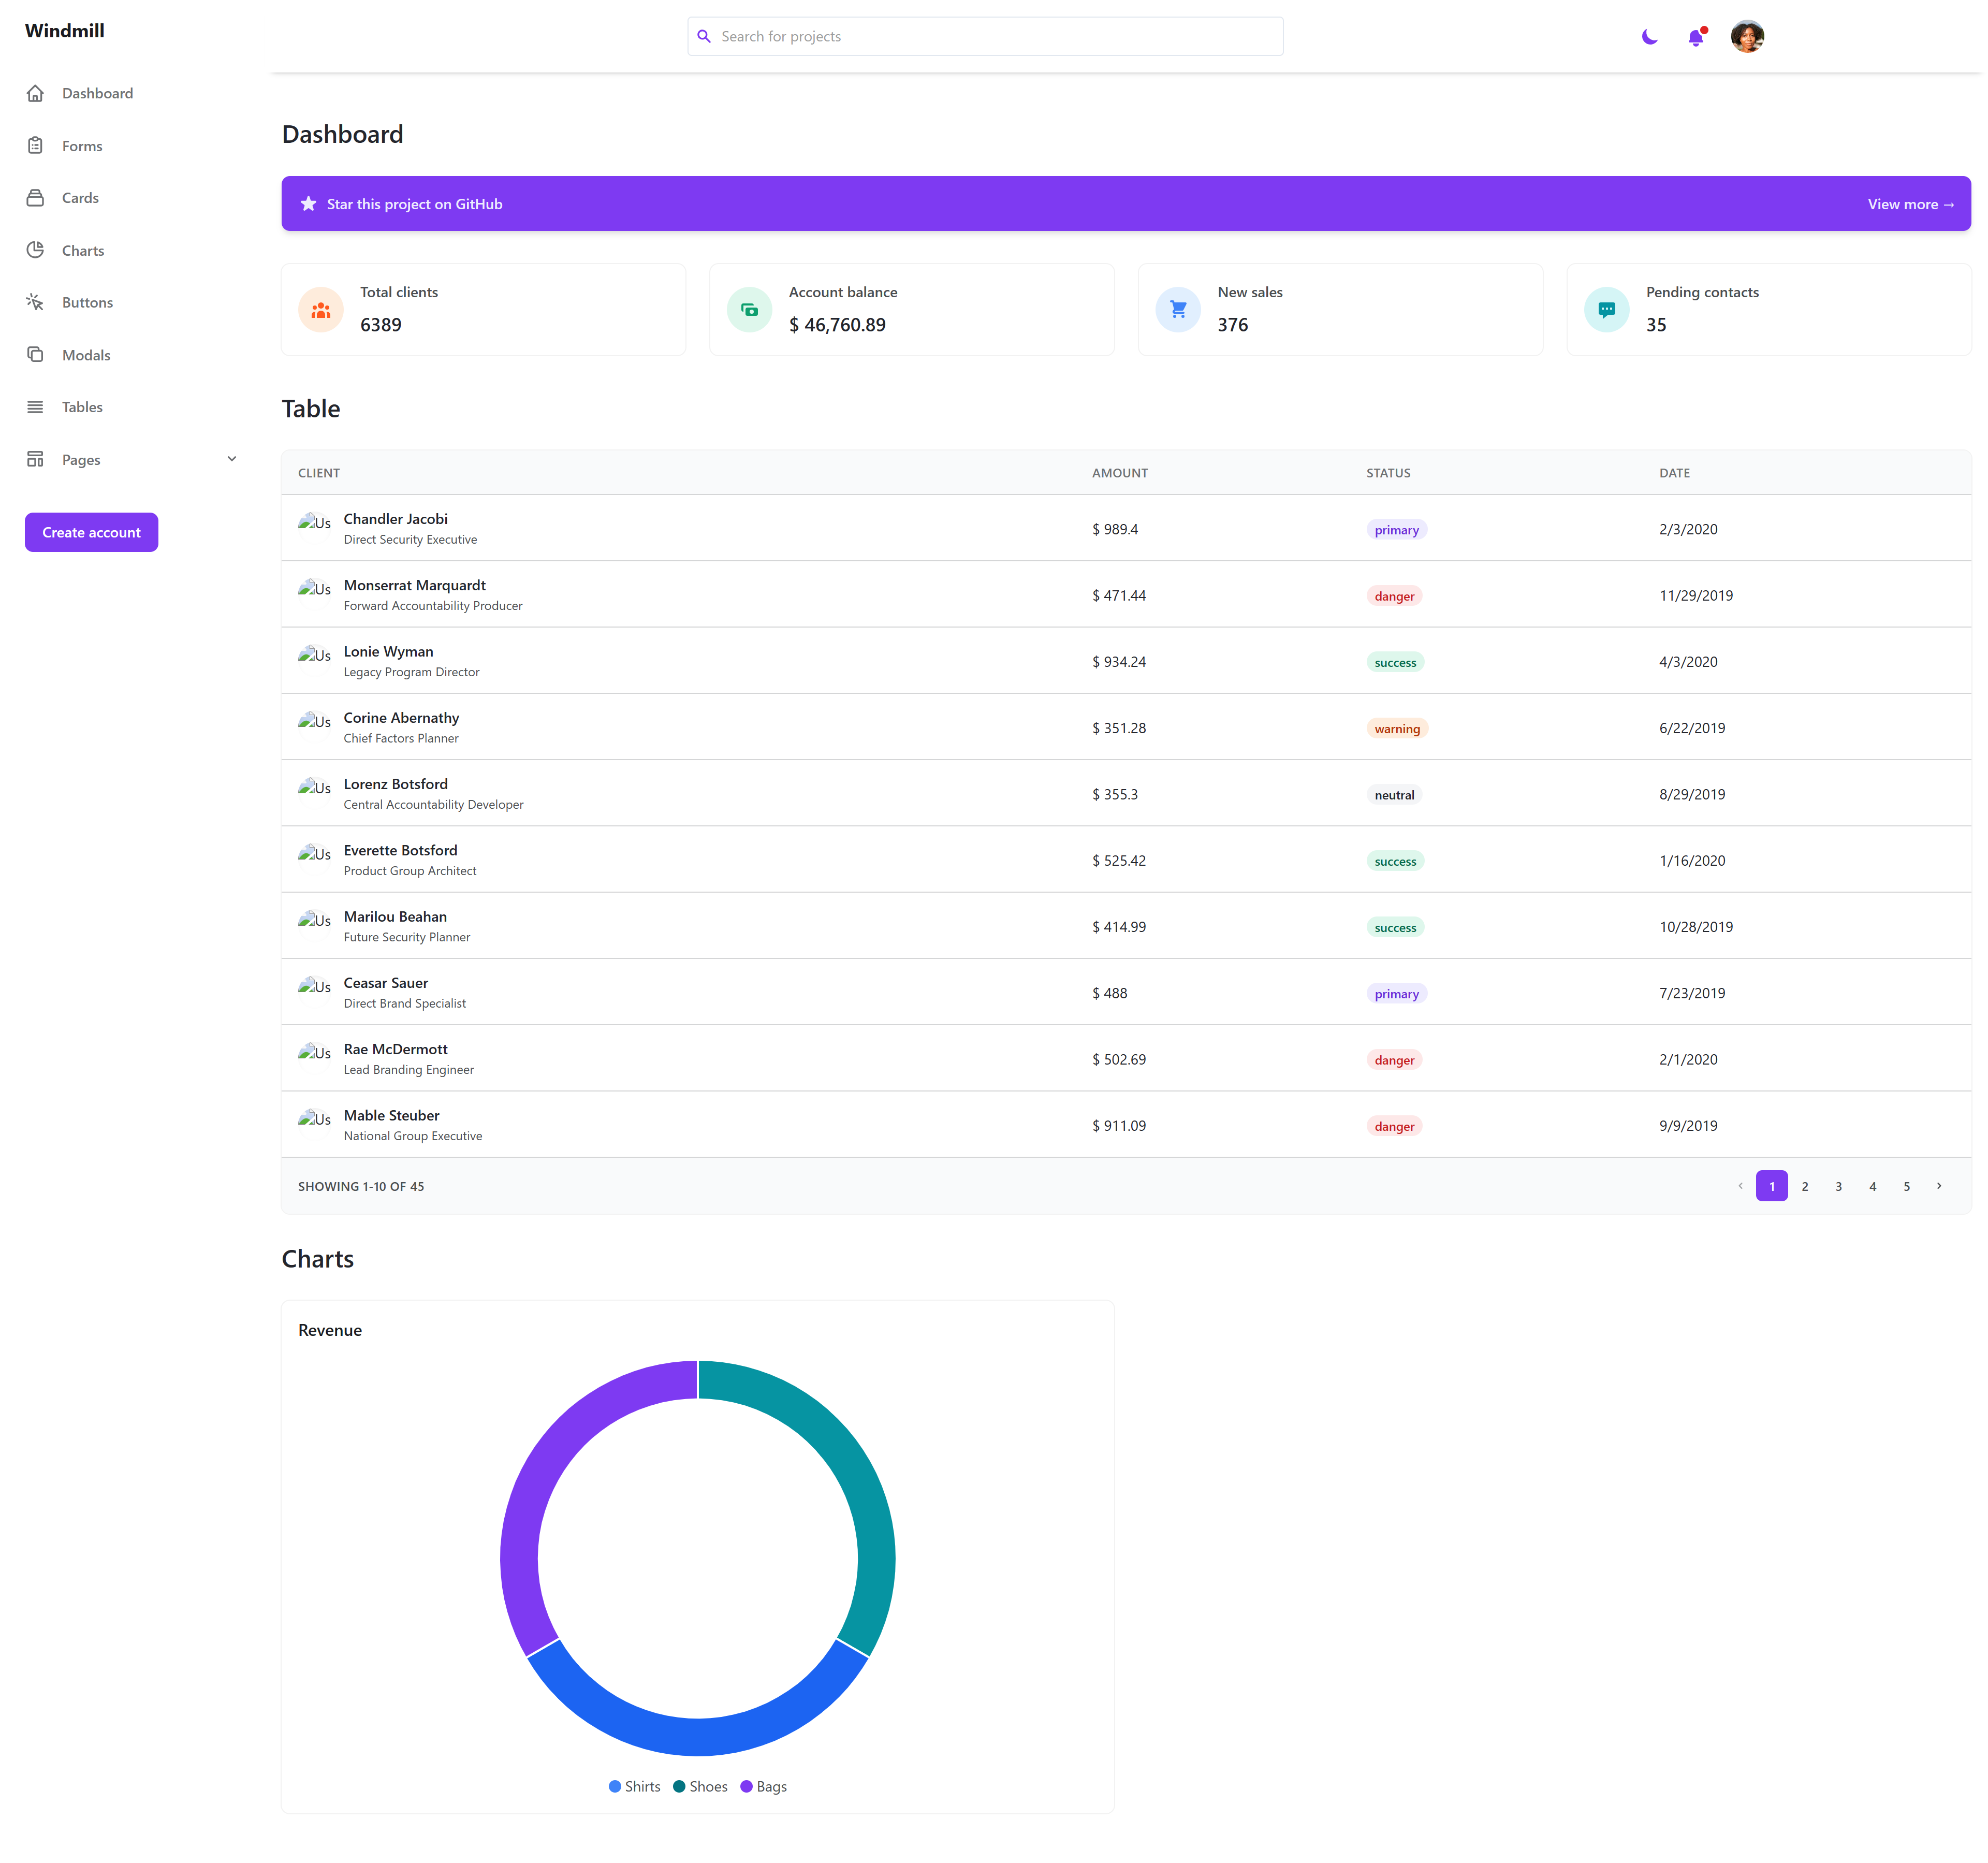 Windmill
Search for projects
Dashboard
Forms
Cards
Charts
Buttons
Modals
Tables
Pages
Create account
Dashboard
Star this project on GitHub
View more →
Total clients
6389
Account balance
$ 46,760.89
New sales
376
Pending contacts
35
Table
CLIENT AMOUNT STATUS DATE
Us
Chandler Jacobi
Direct Security Executive
$ 989.4
primary
2/3/2020
Us
Monserrat Marquardt
Forward Accountability Producer
$ 471.44
danger
11/29/2019
Us
Lonie Wyman
Legacy Program Director
$ 934.24
success
4/3/2020
Us
Corine Abernathy
Chief Factors Planner
$ 351.28
warning
6/22/2019
Us
Lorenz Botsford
Central Accountability Developer
$ 355.3
neutral
8/29/2019
Us
Everette Botsford
Product Group Architect
$ 525.42
success
1/16/2020
Us
Marilou Beahan
Future Security Planner
$ 414.99
success
10/28/2019
Us
Ceasar Sauer
Direct Brand Specialist
$ 488
primary
7/23/2019
Us
Rae McDermott
Lead Branding Engineer
$ 502.69
danger
2/1/2020
Us
Mable Steuber
National Group Executive
$ 911.09
danger
9/9/2019
SHOWING 1-10 OF 45
1 2 3 4 5
Charts
Revenue
Shirts Shoes Bags